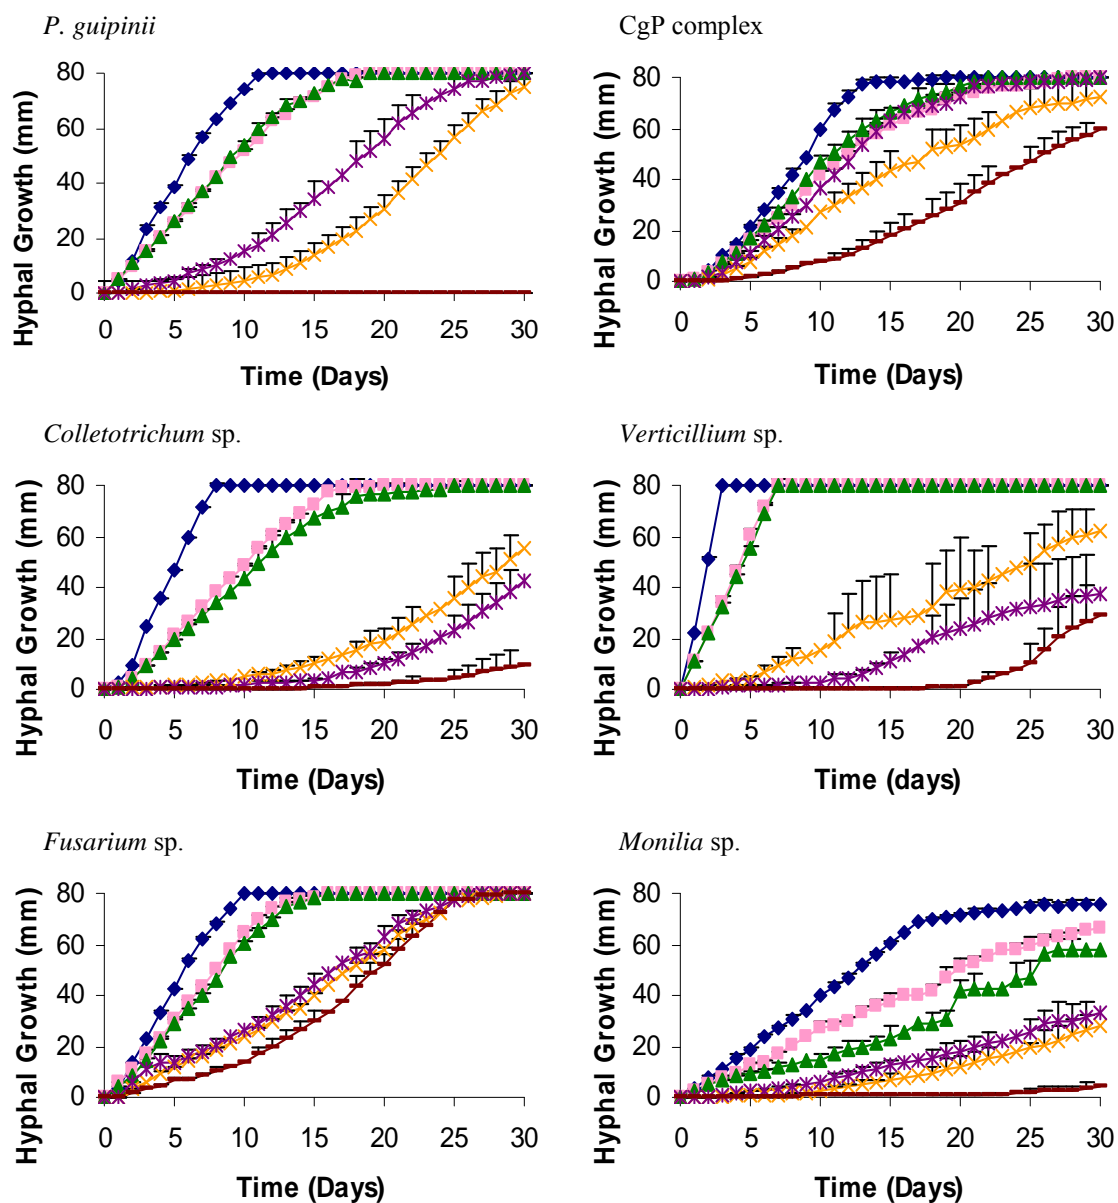 P. guipinii
CgP complex
Hyphal Growth (mm)
80
60
40
20
0
0 5 10 15 20 25 30
Time (Days)
Hyphal Growth (mm)
80
60
40
20
0
0 5 10 15 20 25 30
Time (Days)
Colletotrichum sp.
Verticillium sp.
Hyphal Growth (mm)
80
60
40
20
0
0 5 10 15 20 25 30
Time (Days)
Hyphal Growth (mm)
80
60
40
20
0
0 5 10 15 20 25 30
Time (days)
Fusarium sp.
Monilia sp.
Hyphal Growth (mm)
80
60
40
20
0
0 5 10 15 20 25 30
Time (Days)
Hyphal Growth (mm)
80
60
40
20
0
0 5 10 15 20 25 30
Time (Days)